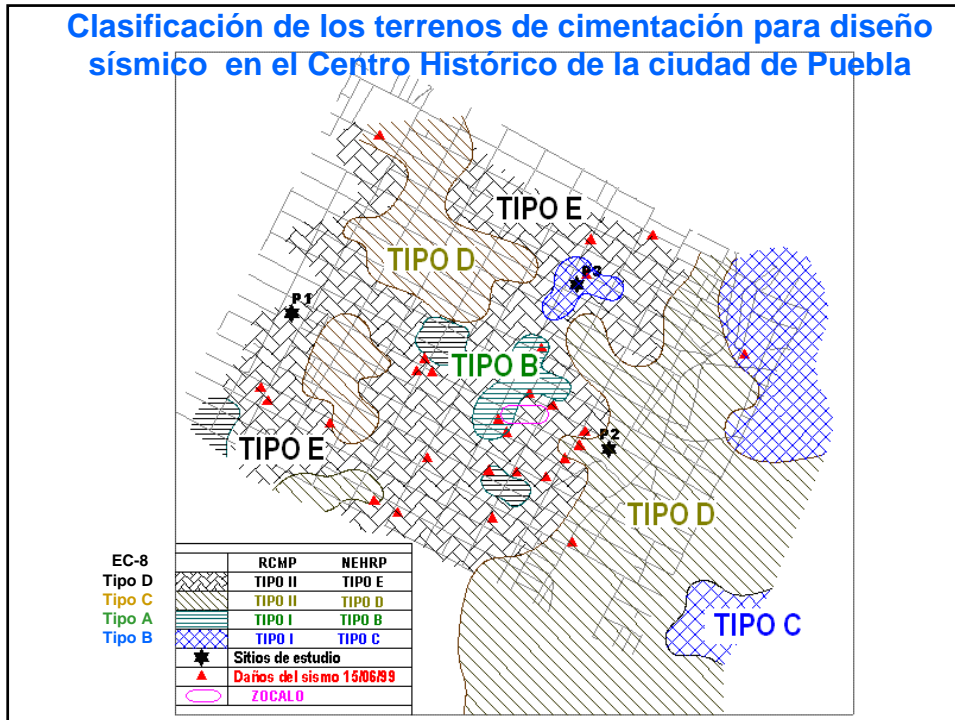 Clasificación de los terrenos de cimentación para diseño
sísmico en el Centro Histórico de la ciudad de Puebla
TIPO E
TIPO D
P3
P1
TIPO B
P2
TIPO E
TIPO D
TIPO C
EC-8 RCMP NEHRP
Tipo D TIPO II TIPO E
Tipo C TIPO II TIPO D
Tipo A TIPO I TIPO B
Tipo B TIPO I TIPO C
Sitios de estudio
Daños del sismo 15/06/99
ZOCALO